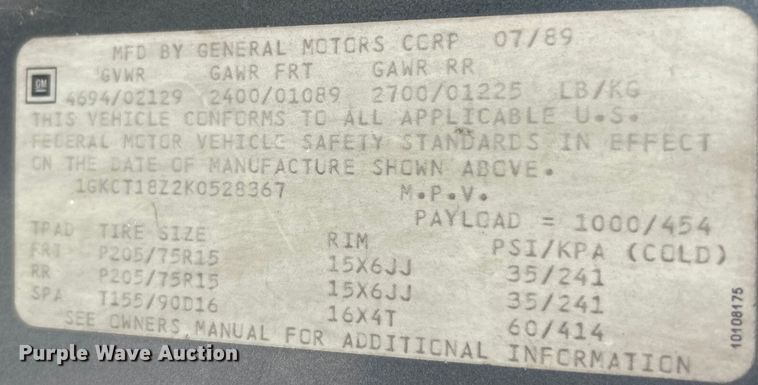 MFD BY GENERAL MOTORS CORP 07/89
GVWR GAWR FRT GAWR RR
GM
4694/02129 2400/01089 2700/01225 LB/KG
THIS VEHICLE CONFORMS TO ALL APPLICABLE U.S.
FEDERAL MOTOR VEHICLE SAFETY STANDARDS IN EFFECT
ON THE DATE OF MANUFACTURE SHOWN ABOVE.
1GKCT18Z2K0528367 M.P.V.
PAYLOAD = 1000/454
TPAD TIRE SIZE RIM PSI/KPA (COLD)
FRT P205/75R15 15X6JJ 35/241
RR P205/75R15 15X6JJ 35/241
SPA T155/90D16 16X4T 60/414
SEE OWNERS MANUAL FOR ADDITIONAL INFORMATION
10108175
Purple Wave Auction